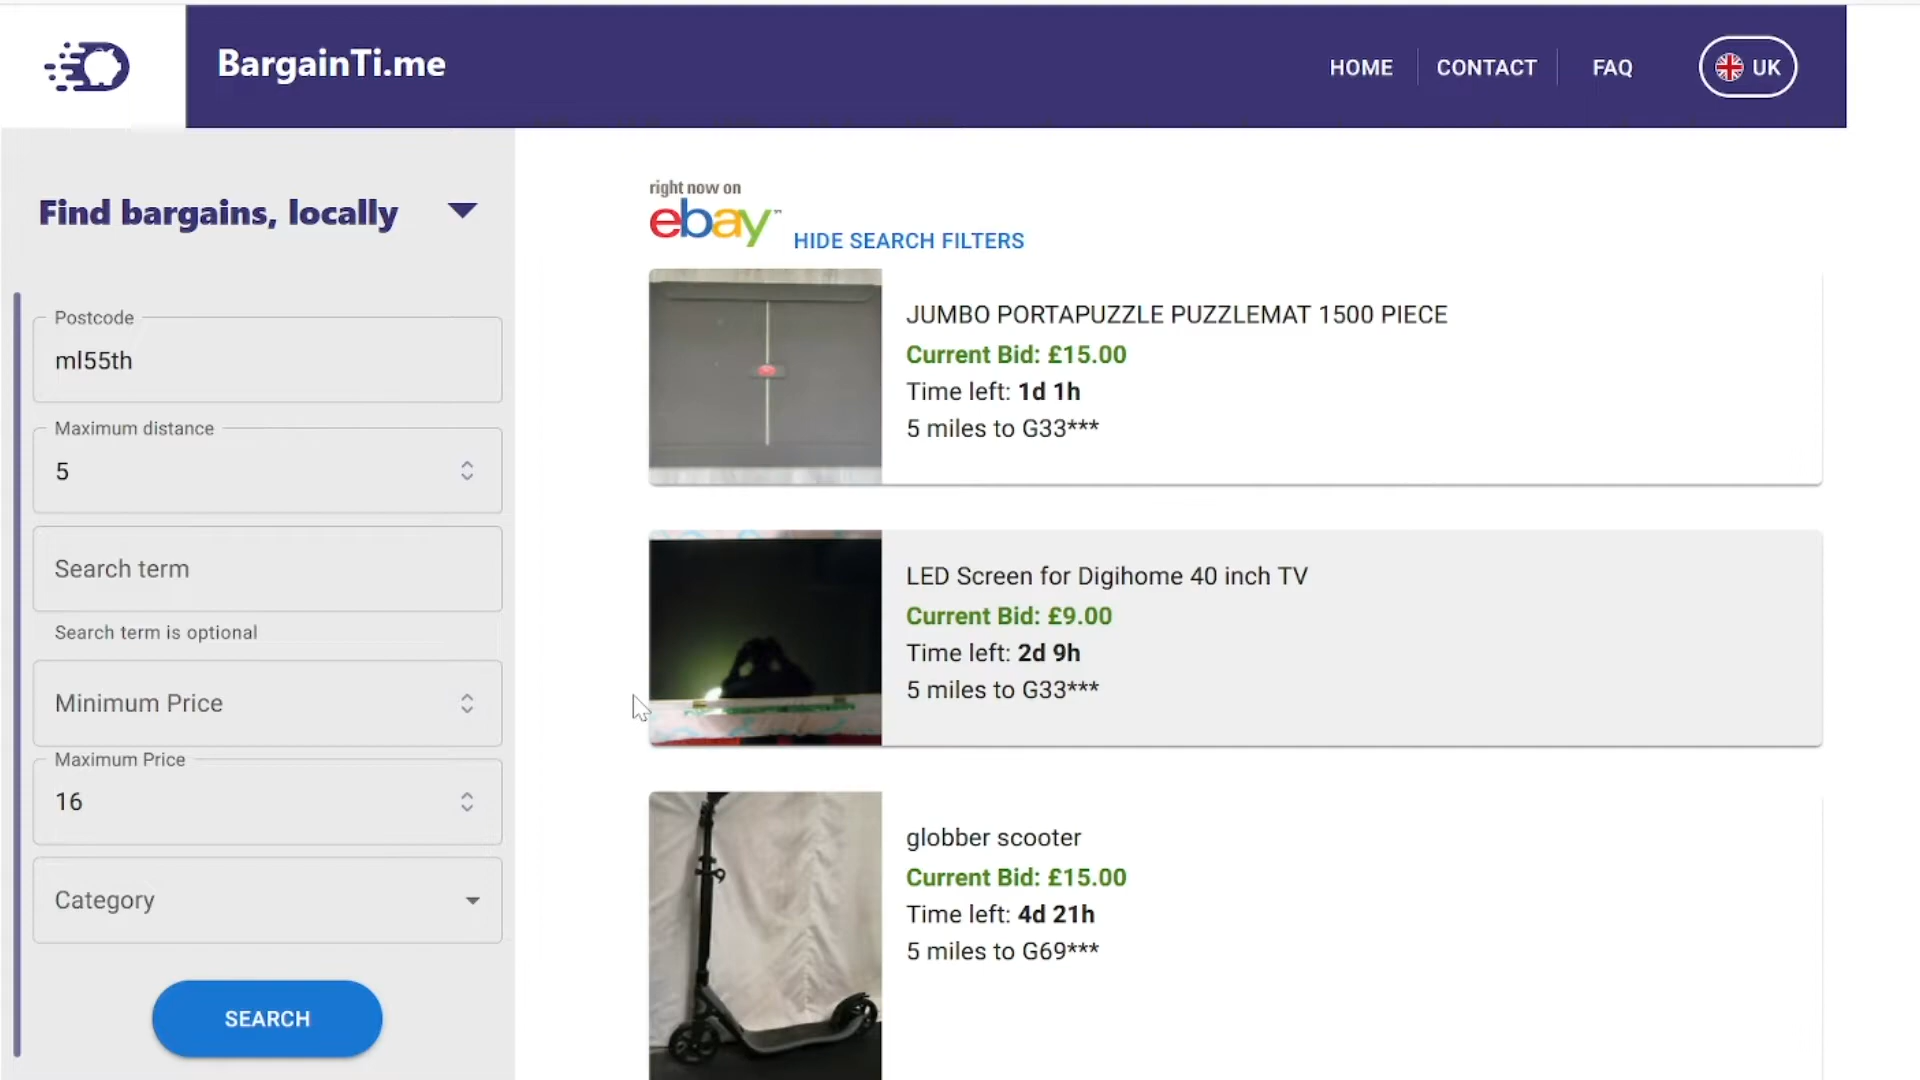 BargainTi.me
HOME
CONTACT
FAQ
UK
Find bargains, locally
Postcode
ml55th
Maximum distance
5
Search term
Search term is optional
Minimum Price
Maximum Price
16
Category
SEARCH
right now on
ebay™
HIDE SEARCH FILTERS
JUMBO PORTAPUZZLE PUZZLEMAT 1500 PIECE
Current Bid: £15.00
Time left: 1d 1h
5 miles to G33***
LED Screen for Digihome 40 inch TV
Current Bid: £9.00
Time left: 2d 9h
5 miles to G33***
globber scooter
Current Bid: £15.00
Time left: 4d 21h
5 miles to G69***